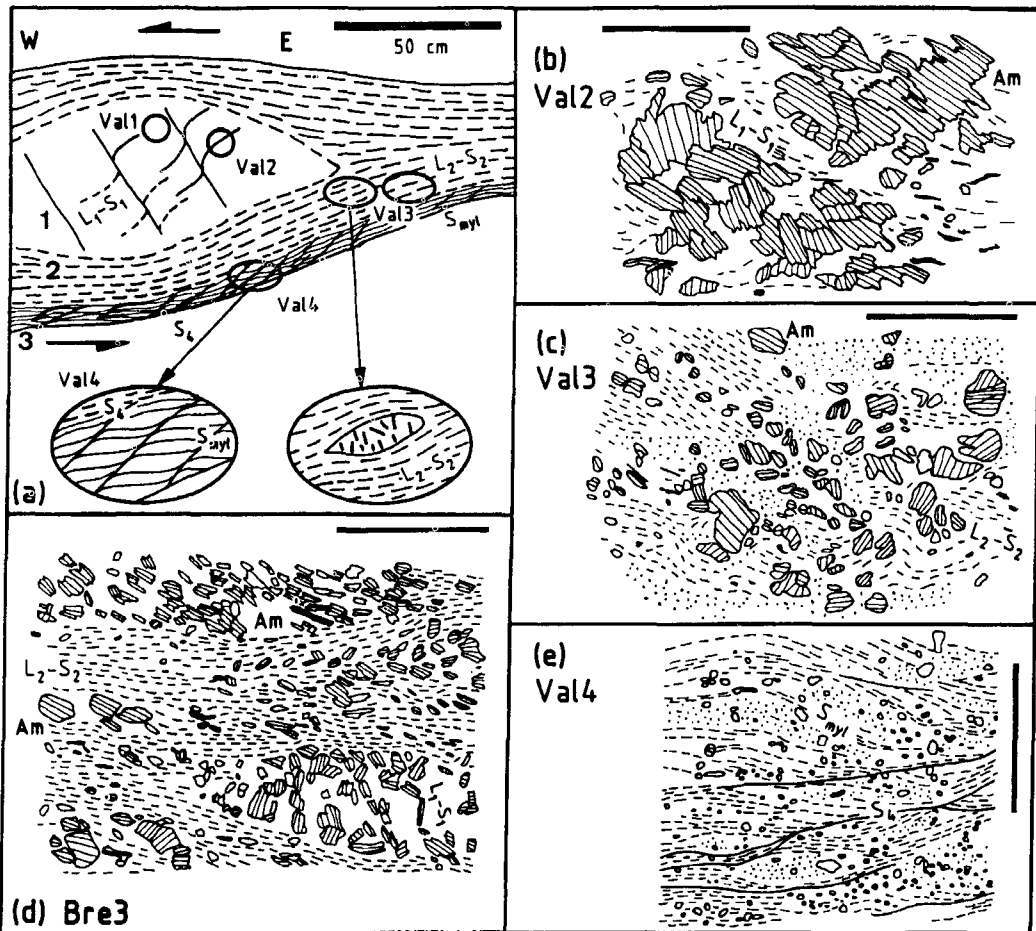 W
E
50 cm
Val1
Val2
L₁-S₁
L₂-S₂
1
Val3
Sₘyₗ
2
Val4
3
S₄
Val4
S₄
Sₘyₗ
L₂-S₂
(a)
(b)
Val2
Am
L₁-S₁
(c)
Val3
Am
L₂-S₂
Am
L₂-S₂
Am
L₁-S₁
(d) Bre3
(e)
Val4
Sₘyₗ
S₄